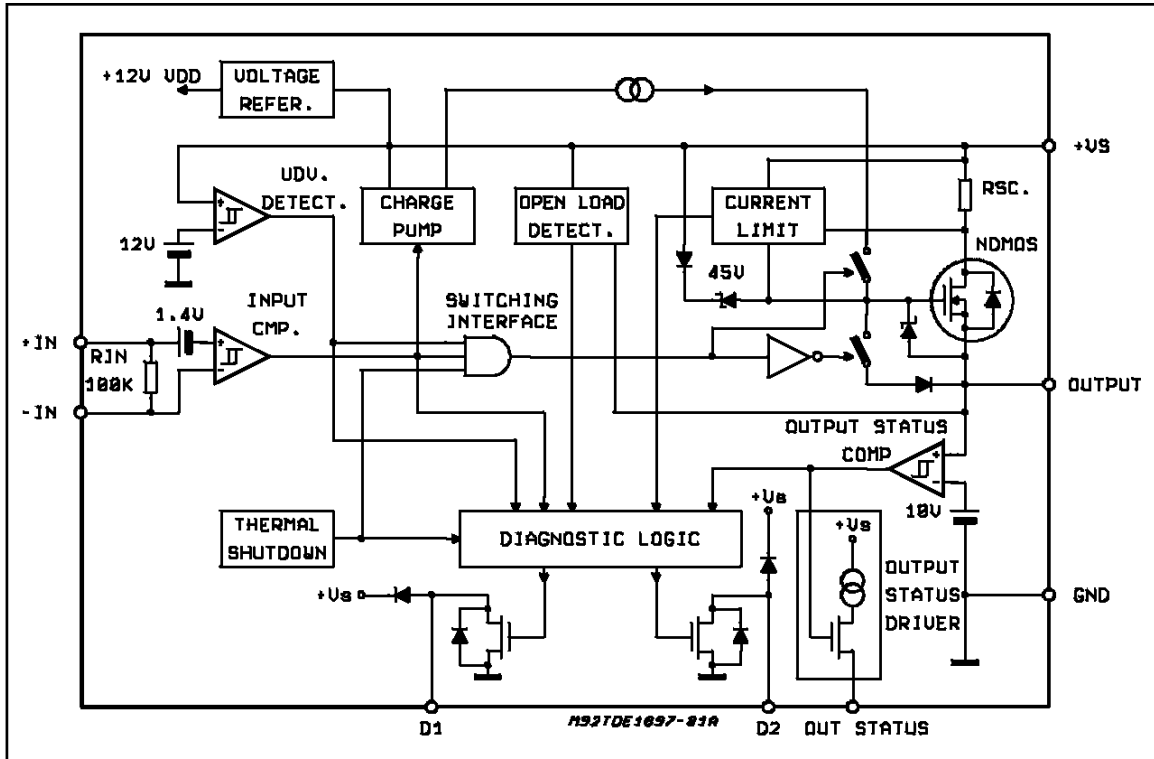 +12V VDD
VOLTAGE
REFER.
+VS
UDV.
DETECT.
CHARGE
PUMP
OPEN LOAD
DETECT.
CURRENT
LIMIT
RSC.
NDMOS
12V
45V
INPUT
CMP.
1.4V
SWITCHING
INTERFACE
+IN
RIN
100K
-IN
OUTPUT
OUTPUT STATUS
COMP
10V
+Vs
+Vs
THERMAL
SHUTDOWN
DIAGNOSTIC LOGIC
OUTPUT
STATUS
DRIVER
+Vs
GND
D1
M92TDE1897-01A
D2
OUT STATUS